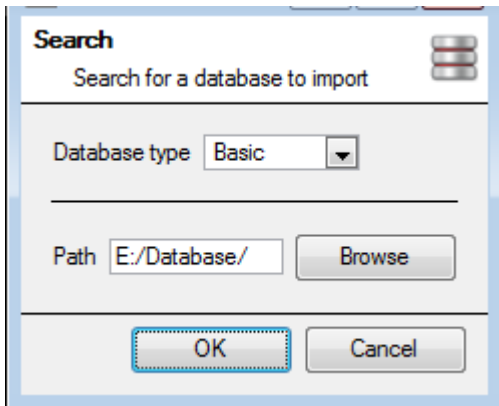 Search
Search for a database to import
Database type Basic
Path E:/Database/ Browse
OK Cancel